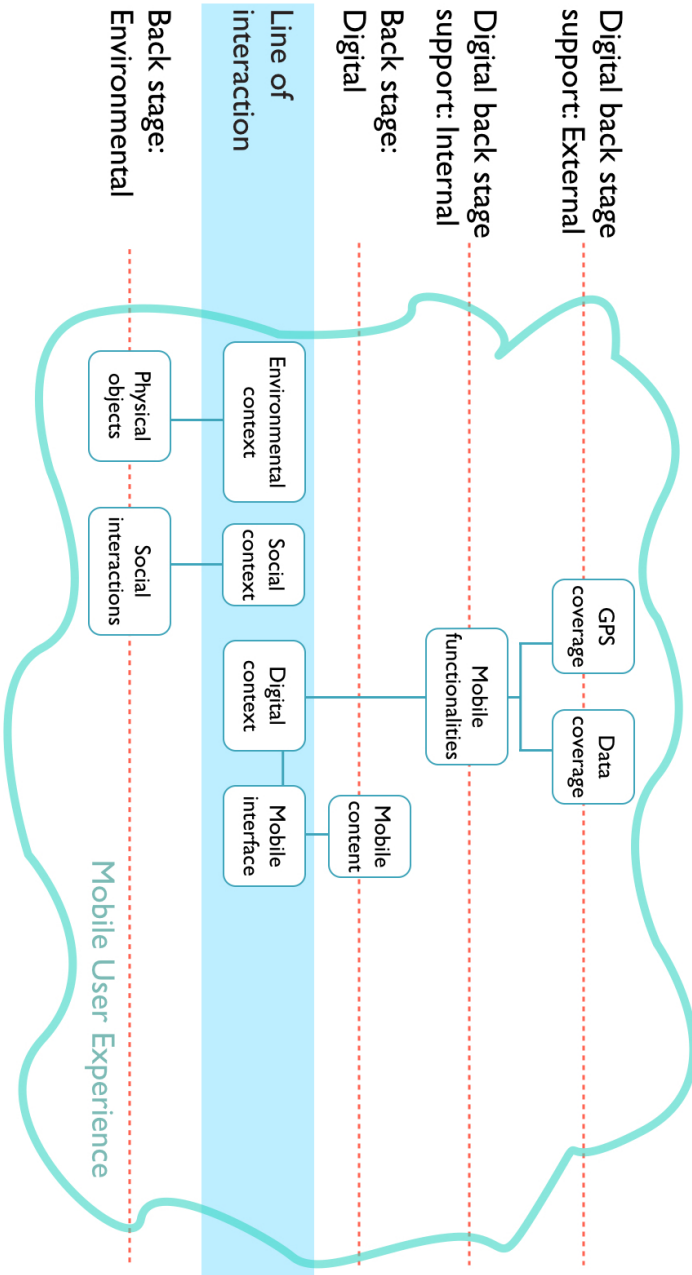 Digital back stage
support: External
GPS
coverage
Data
coverage
Digital back stage
support: Internal
Mobile
functionalities
Back stage:
Digital
Mobile
content
Line of
interaction
Environmental
context
Social
context
Digital
context
Mobile
interface
Back stage:
Environmental
Physical
objects
Social
interactions
Mobile User Experience